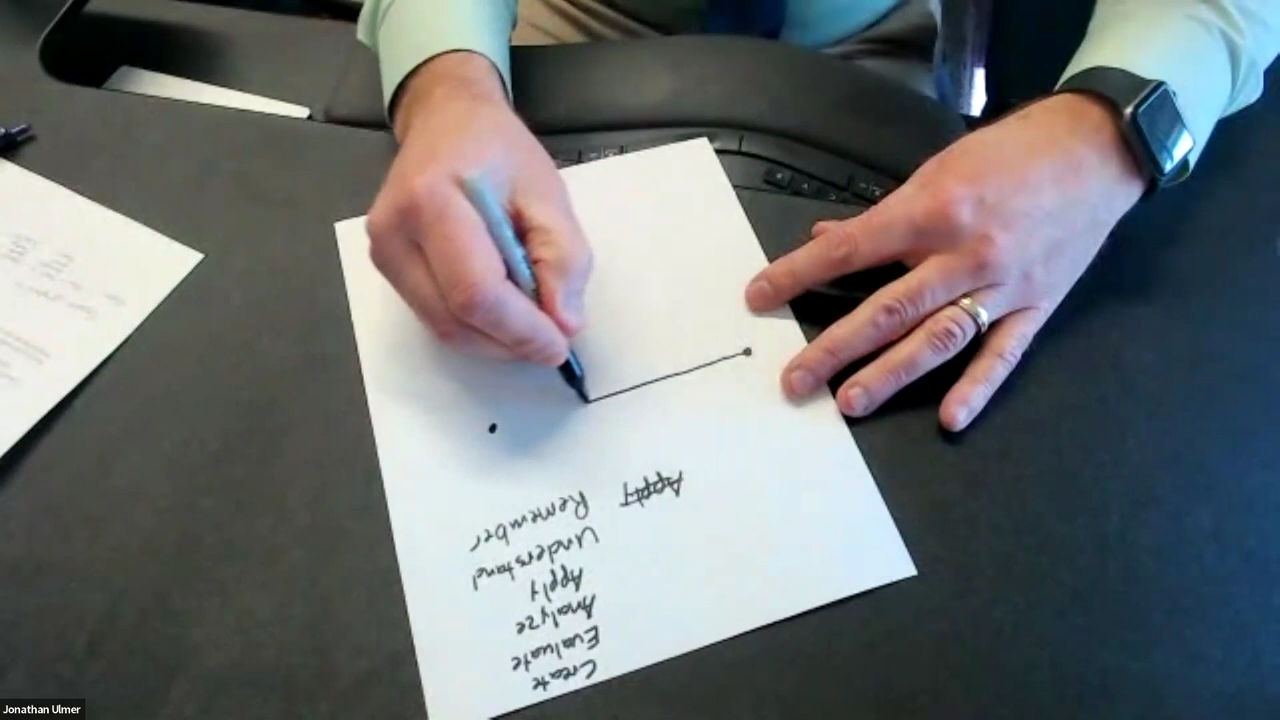 Create
Evaluate
Analyze
Apply
Understand
Remember
Apply
Jonathan Ulmer